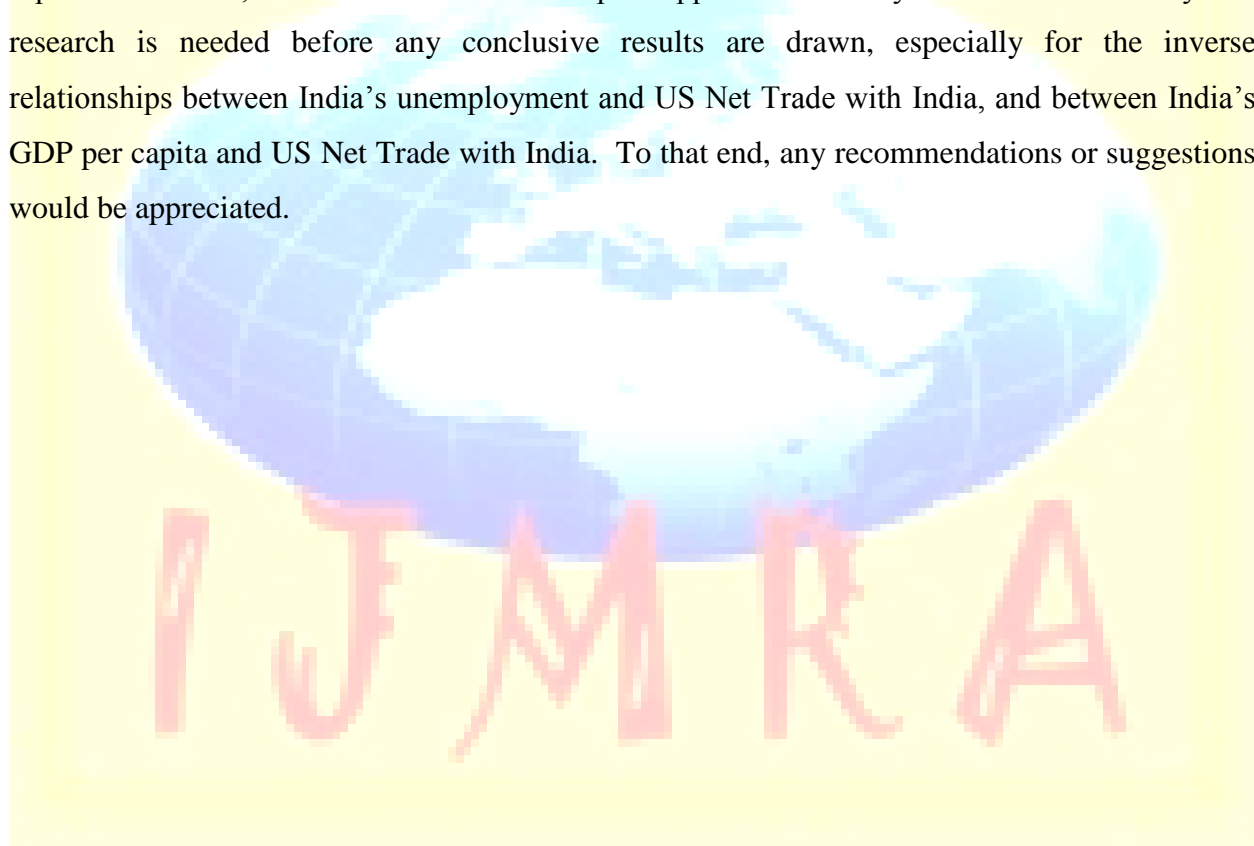 research is needed before any conclusive results are drawn, especially for the inverse
relationships between India’s unemployment and US Net Trade with India, and between India’s
GDP per capita and US Net Trade with India. To that end, any recommendations or suggestions
would be appreciated.
IJMRA